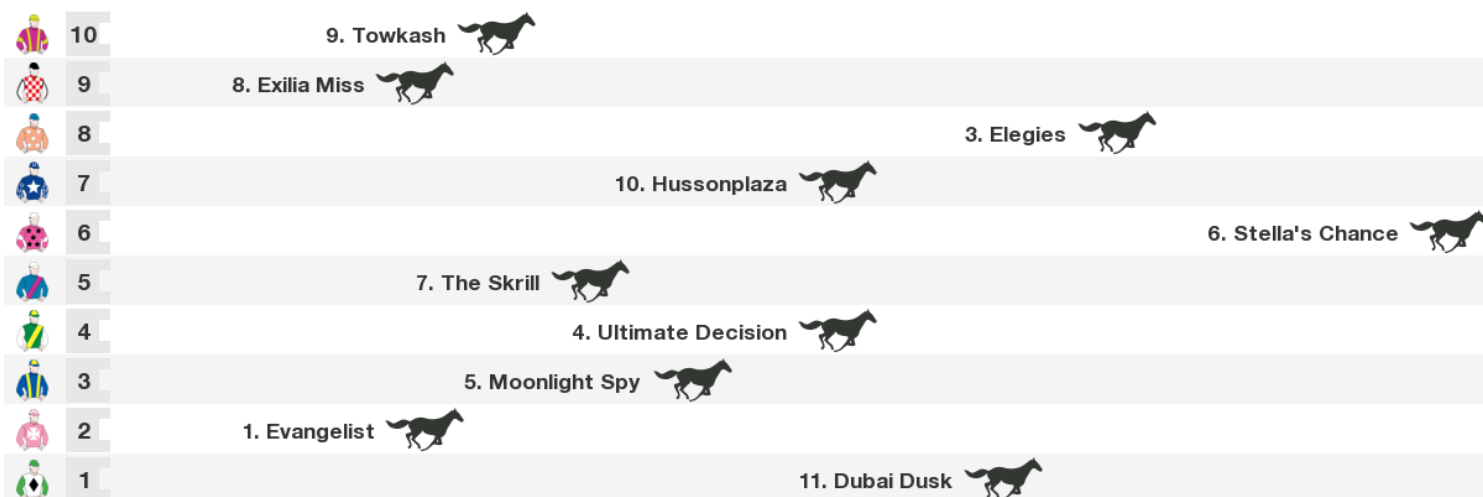 10 9. Towkash
9 8. Exilia Miss
8 3. Elegies
7 10. Hussonplaza
6 6. Stella's Chance
5 7. The Skrill
4 4. Ultimate Decision
3 5. Moonlight Spy
2 1. Evangelist
1 11. Dubai Dusk